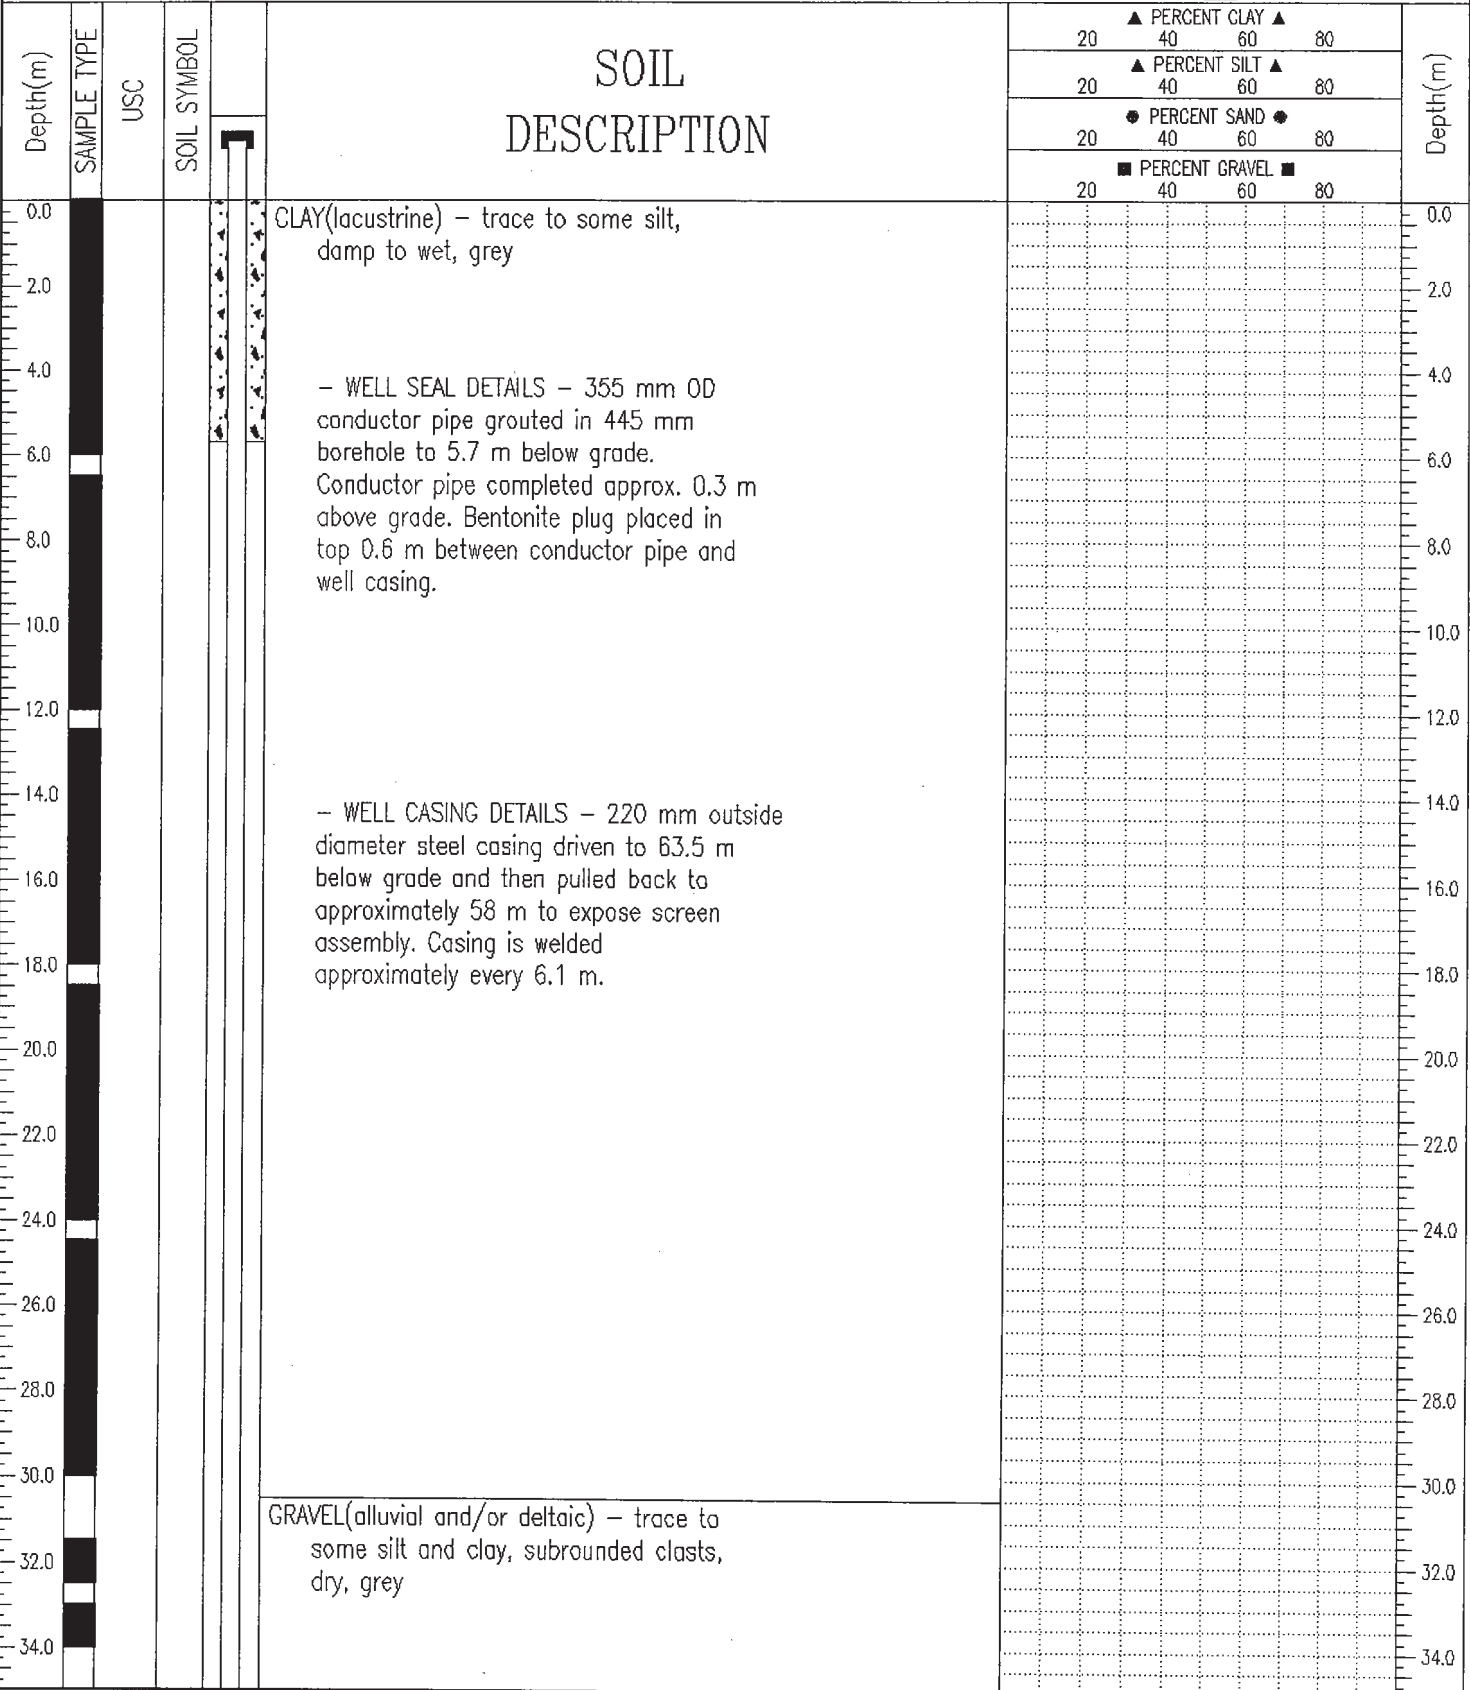 Depth(m)
SAMPLE TYPE
USC
SOIL SYMBOL
SOIL
DESCRIPTION
▲ PERCENT CLAY ▲
20 40 60 80
▲ PERCENT SILT ▲
20 40 60 80
● PERCENT SAND ●
20 40 60 80
■ PERCENT GRAVEL ■
20 40 60 80
Depth(m)
0.0
2.0
4.0
6.0
8.0
10.0
12.0
14.0
16.0
18.0
20.0
22.0
24.0
26.0
28.0
30.0
32.0
34.0
CLAY(lacustrine) – trace to some silt,
damp to wet, grey
– WELL SEAL DETAILS – 355 mm OD
conductor pipe grouted in 445 mm
borehole to 5.7 m below grade.
Conductor pipe completed approx. 0.3 m
above grade. Bentonite plug placed in
top 0.6 m between conductor pipe and
well casing.
– WELL CASING DETAILS – 220 mm outside
diameter steel casing driven to 63.5 m
below grade and then pulled back to
approximately 58 m to expose screen
assembly. Casing is welded
approximately every 6.1 m.
GRAVEL(alluvial and/or deltaic) – trace to
some silt and clay, subrounded clasts,
dry, grey
0.0
2.0
4.0
6.0
8.0
10.0
12.0
14.0
16.0
18.0
20.0
22.0
24.0
26.0
28.0
30.0
32.0
34.0